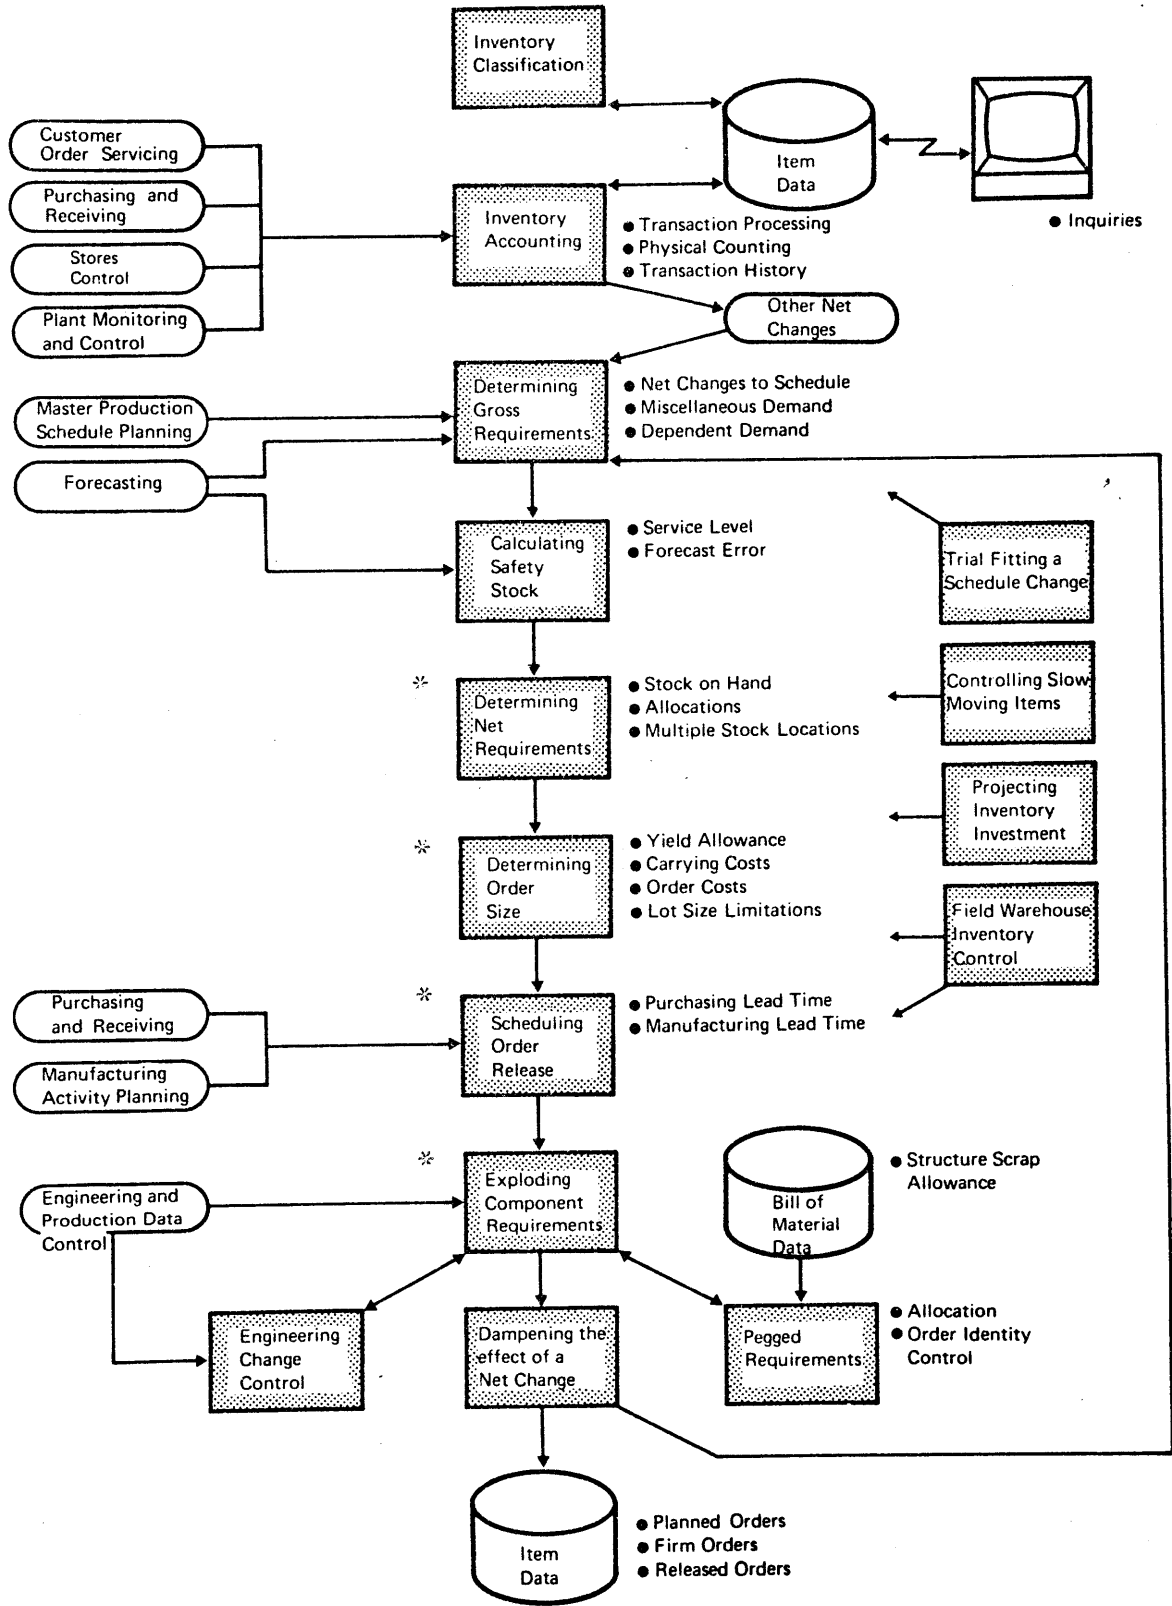 Inventory
Classification
Item
Data
● Inquiries
Customer
Order Servicing
Purchasing and
Receiving
Stores
Control
Plant Monitoring
and Control
Inventory
Accounting
● Transaction Processing
● Physical Counting
● Transaction History
Other Net
Changes
Master Production
Schedule Planning
Forecasting
Determining
Gross
Requirements
● Net Changes to Schedule
● Miscellaneous Demand
● Dependent Demand
Calculating
Safety
Stock
● Service Level
● Forecast Error
Trial Fitting a
Schedule Change
*
Determining
Net
Requirements
● Stock on Hand
● Allocations
● Multiple Stock Locations
Controlling Slow
Moving Items
Projecting
Inventory
Investment
*
Determining
Order
Size
● Yield Allowance
● Carrying Costs
● Order Costs
● Lot Size Limitations
Field Warehouse
Inventory
Control
Purchasing
and Receiving
Manufacturing
Activity Planning
*
Scheduling
Order
Release
● Purchasing Lead Time
● Manufacturing Lead Time
*
Engineering and
Production Data
Control
Exploding
Component
Requirements
Bill of
Material
Data
● Structure Scrap
Allowance
Engineering
Change
Control
Dampening the
effect of a
Net Change
Pegged
Requirements
● Allocation
● Order Identity
Control
Item
Data
● Planned Orders
● Firm Orders
● Released Orders